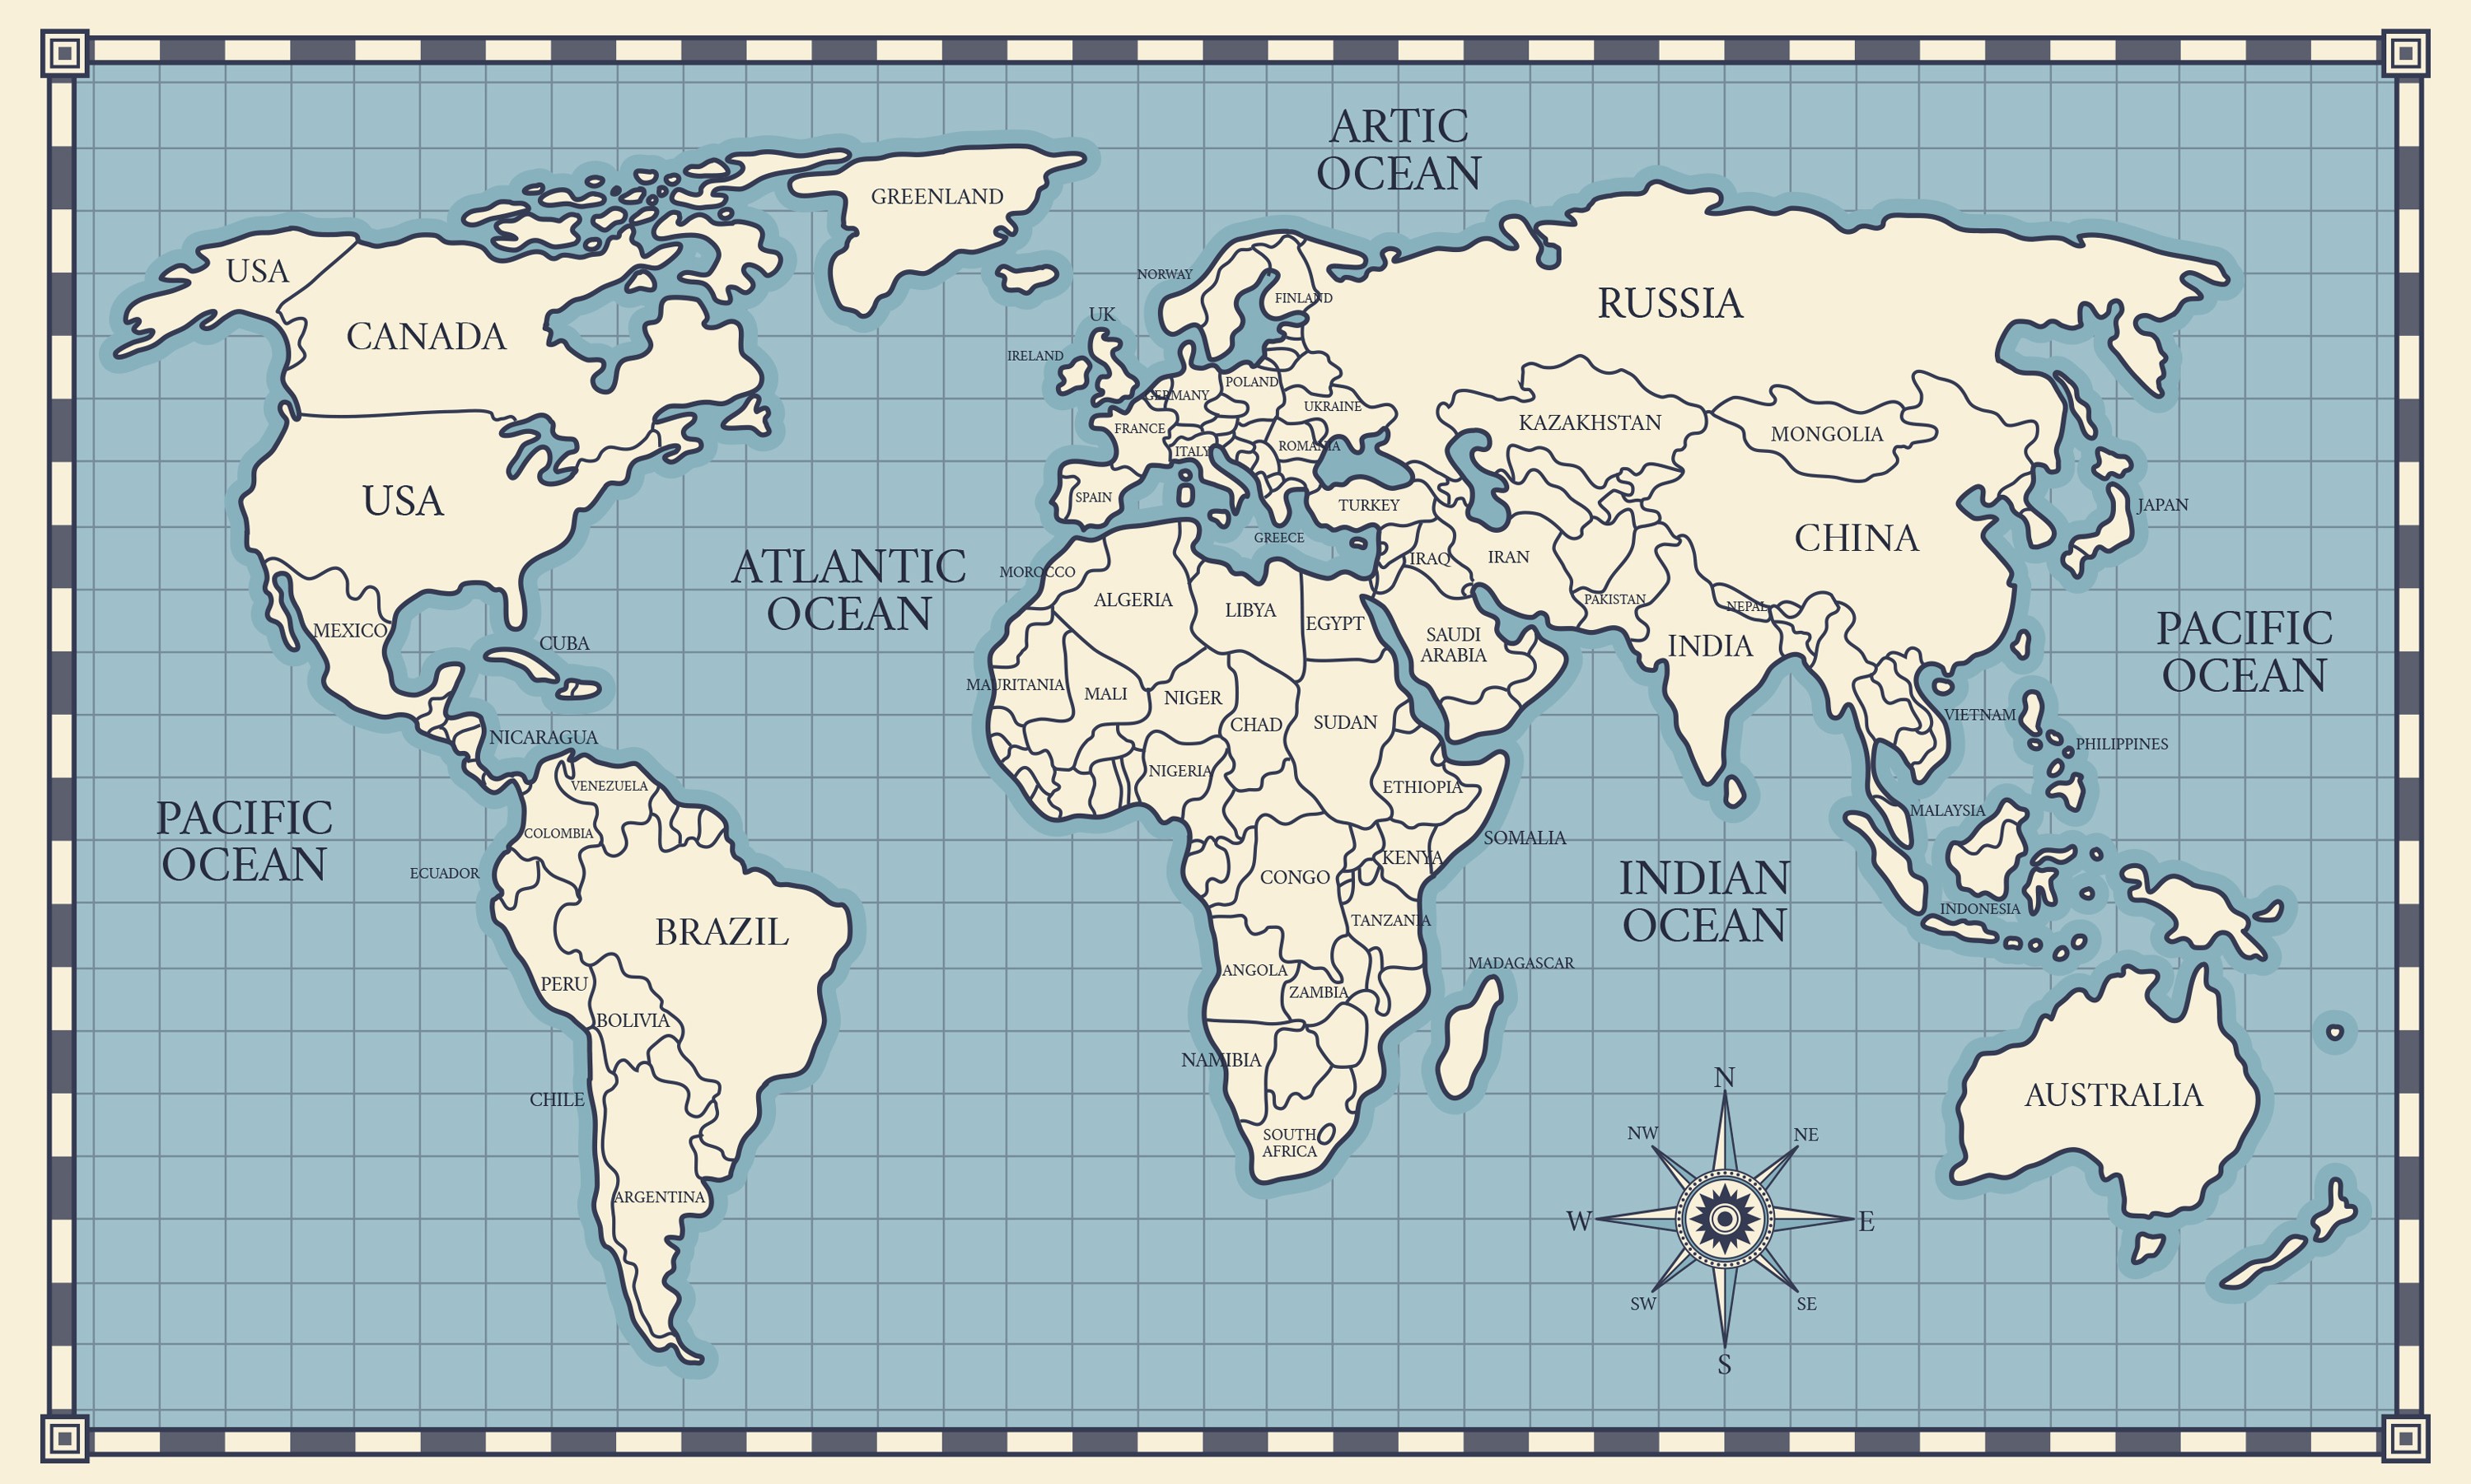 ARTIC
OCEAN
GREENLAND
USA
CANADA
NORWAY
FINLAND
RUSSIA
UK
IRELAND
POLAND
GERMANY
UKRAINE
FRANCE
KAZAKHSTAN
MONGOLIA
ITALY
ROMANIA
USA
SPAIN
TURKEY
JAPAN
GREECE
CHINA
ATLANTIC
OCEAN
MOROCCO
IRAQ
IRAN
ALGERIA
LIBYA
EGYPT
PAKISTAN
NEPAL
MEXICO
CUBA
SAUDI
ARABIA
INDIA
PACIFIC
OCEAN
MAURITANIA
MALI
NIGER
CHAD
SUDAN
VIETNAM
NICARAGUA
PHILIPPINES
VENEZUELA
NIGERIA
ETHIOPIA
PACIFIC
OCEAN
COLOMBIA
SOMALIA
MALAYSIA
ECUADOR
KENYA
CONGO
INDIAN
OCEAN
BRAZIL
TANZANIA
INDONESIA
PERU
ANGOLA
ZAMBIA
MADAGASCAR
BOLIVIA
NAMIBIA
CHILE
AUSTRALIA
SOUTH
AFRICA
ARGENTINA
N
NW
NE
W
E
SW
SE
S